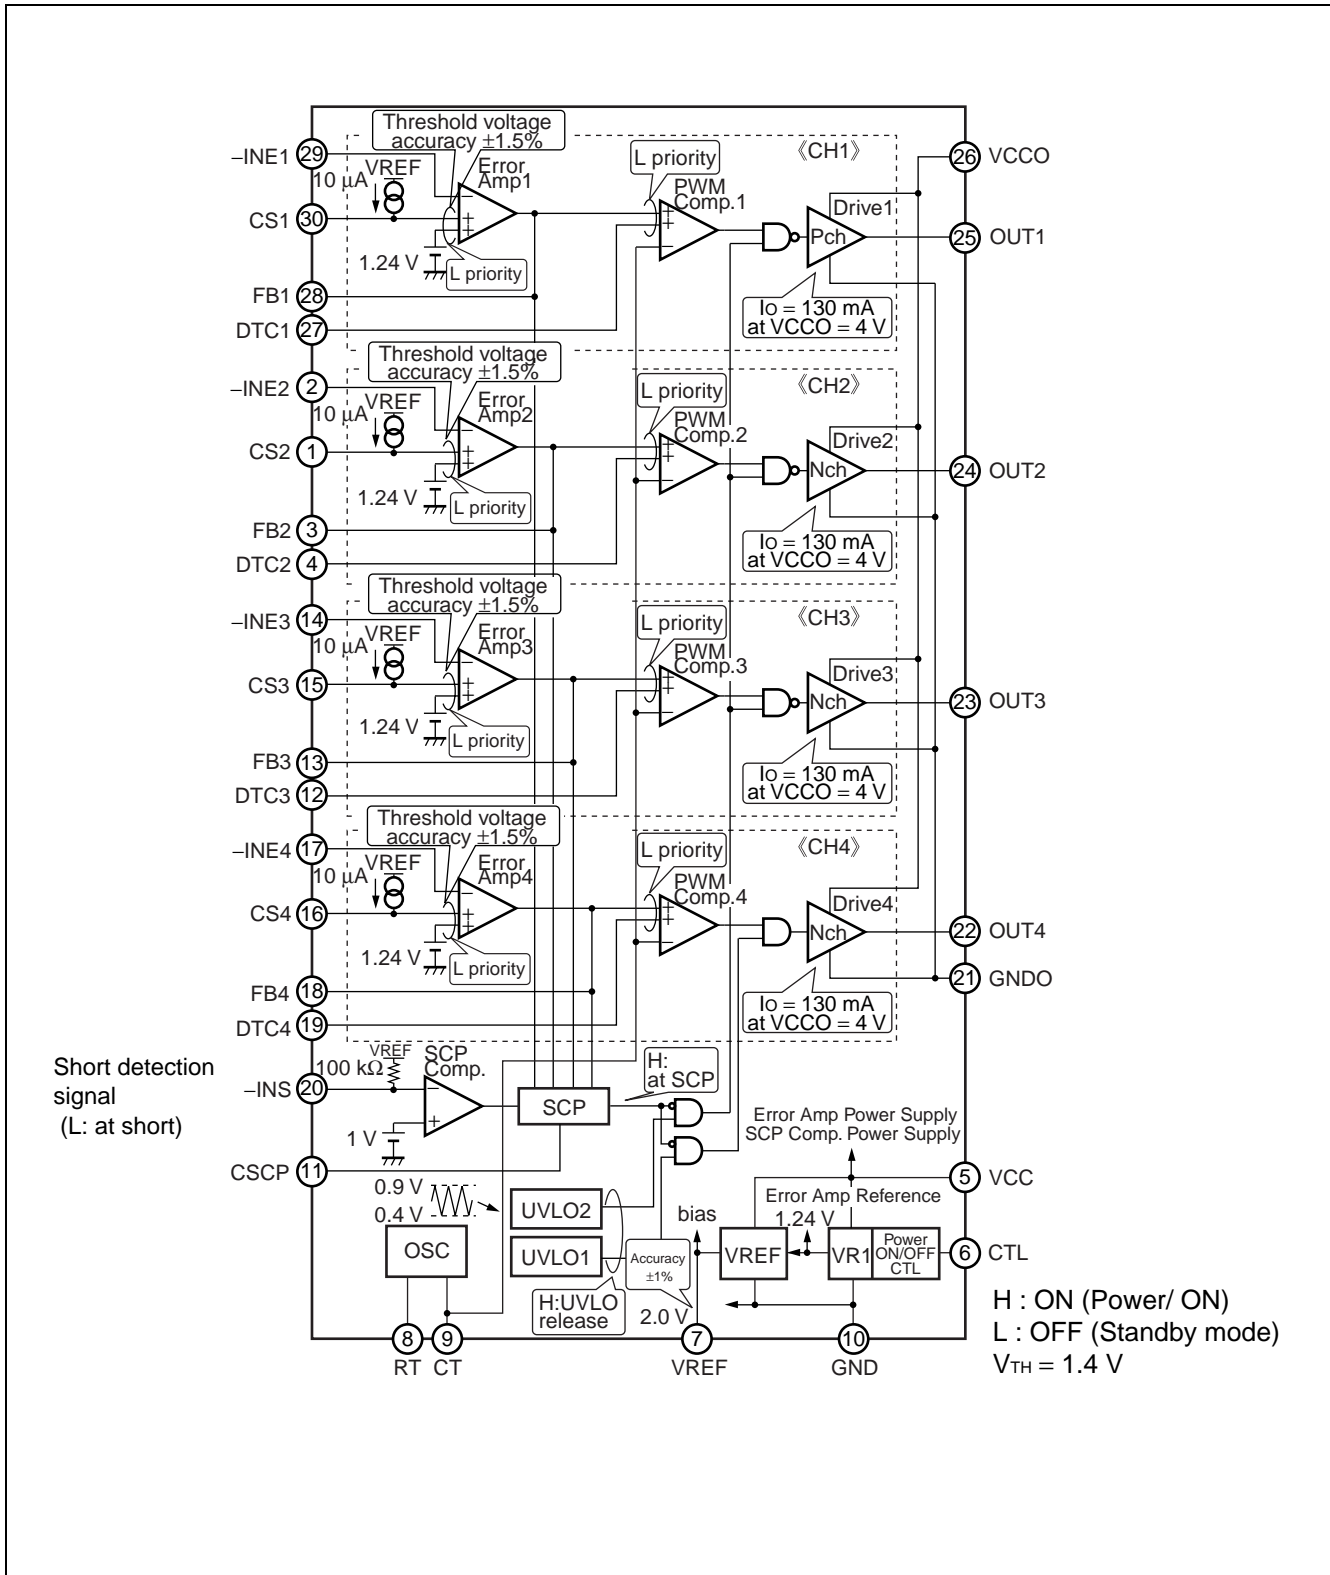 Threshold voltage
accuracy ±1.5%
–INE1 29
10 µA VREF
Error
Amp1
L priority
PWM
Comp.1
《CH1》
26 VCCO
CS1 30
Drive1
Pch
25 OUT1
1.24 V
L priority
FB1 28
DTC1 27
IO = 130 mA
at VCCO = 4 V
Threshold voltage
accuracy ±1.5%
–INE2 2
10 µA VREF
Error
Amp2
L priority
PWM
Comp.2
《CH2》
CS2 1
Drive2
Nch
24 OUT2
1.24 V
L priority
FB2 3
DTC2 4
IO = 130 mA
at VCCO = 4 V
Threshold voltage
accuracy ±1.5%
–INE3 14
10 µA VREF
Error
Amp3
L priority
PWM
Comp.3
《CH3》
CS3 15
Drive3
Nch
23 OUT3
1.24 V
L priority
FB3 13
DTC3 12
IO = 130 mA
at VCCO = 4 V
Threshold voltage
accuracy ±1.5%
–INE4 17
10 µA VREF
Error
Amp4
L priority
PWM
Comp.4
《CH4》
CS4 16
Drive4
Nch
22 OUT4
1.24 V
L priority
21 GNDO
FB4 18
DTC4 19
IO = 130 mA
at VCCO = 4 V
Short detection
signal
(L: at short)
–INS 20
100 kΩ
VREF
SCP
Comp.
1 V
SCP
H:
at SCP
CSCP 11
Error Amp Power Supply
SCP Comp. Power Supply
5 VCC
0.9 V
0.4 V
OSC
UVLO2
UVLO1
H:UVLO
release
Accuracy
±1%
bias
Error Amp Reference
1.24 V
VREF
VR1
Power
ON/OFF
CTL
6 CTL
2.0 V
H : ON (Power/ ON)
L : OFF (Standby mode)
VTH = 1.4 V
8
RT
9
CT
7
VREF
10
GND